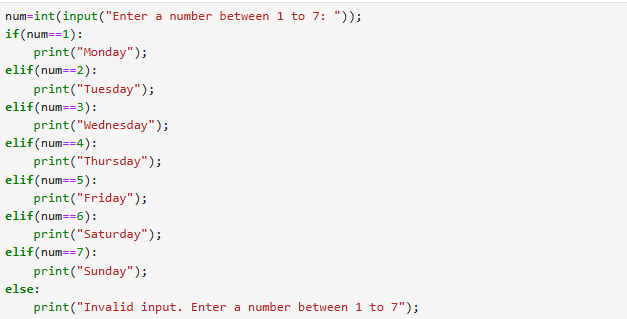 num=int(input("Enter a number between 1 to 7: "));
if(num==1):
    print("Monday");
elif(num==2):
    print("Tuesday");
elif(num==3):
    print("Wednesday");
elif(num==4):
    print("Thursday");
elif(num==5):
    print("Friday");
elif(num==6):
    print("Saturday");
elif(num==7):
    print("Sunday");
else:
    print("Invalid input. Enter a number between 1 to 7");